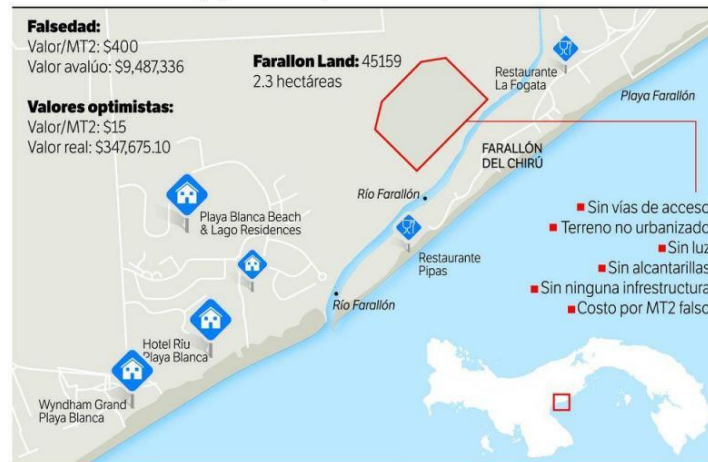 Falsedad:
Valor/MT2: $400
Valor avalúo: $9,487,336
Valores optimistas:
Valor/MT2: $15
Valor real: $347,675.10
Farallon Land: 45159
2.3 hectáreas
Restaurante
La Fogata
Playa Farallón
FARALLÓN
DEL CHIRÚ
Río Farallón
Playa Blanca Beach
& Lago Residences
Restaurante
Pipas
Río Farallón
Hotel Ríu
Playa Blanca
Wyndham Grand
Playa Blanca
Sin vías de acceso
Terreno no urbanizado
Sin luz
Sin alcantarillas
Sin ninguna infrestructura
Costo por MT2 falso